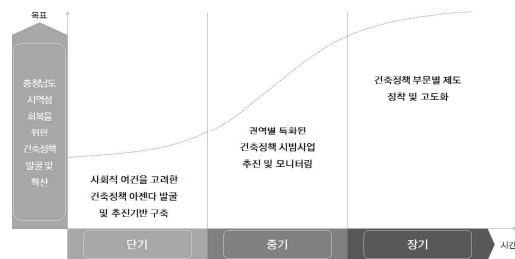 목표
충청남도
지역성
회복을
위한
건축정책
발굴 및
확산
사회적 여건을 고려한
건축정책 아젠다 발굴
및 추진기반 구축
권역별 특화된
건축정책 시범사업
추진 및 모니터링
건축정책 부문별 제도
정착 및 고도화
단기
중기
장기
시간